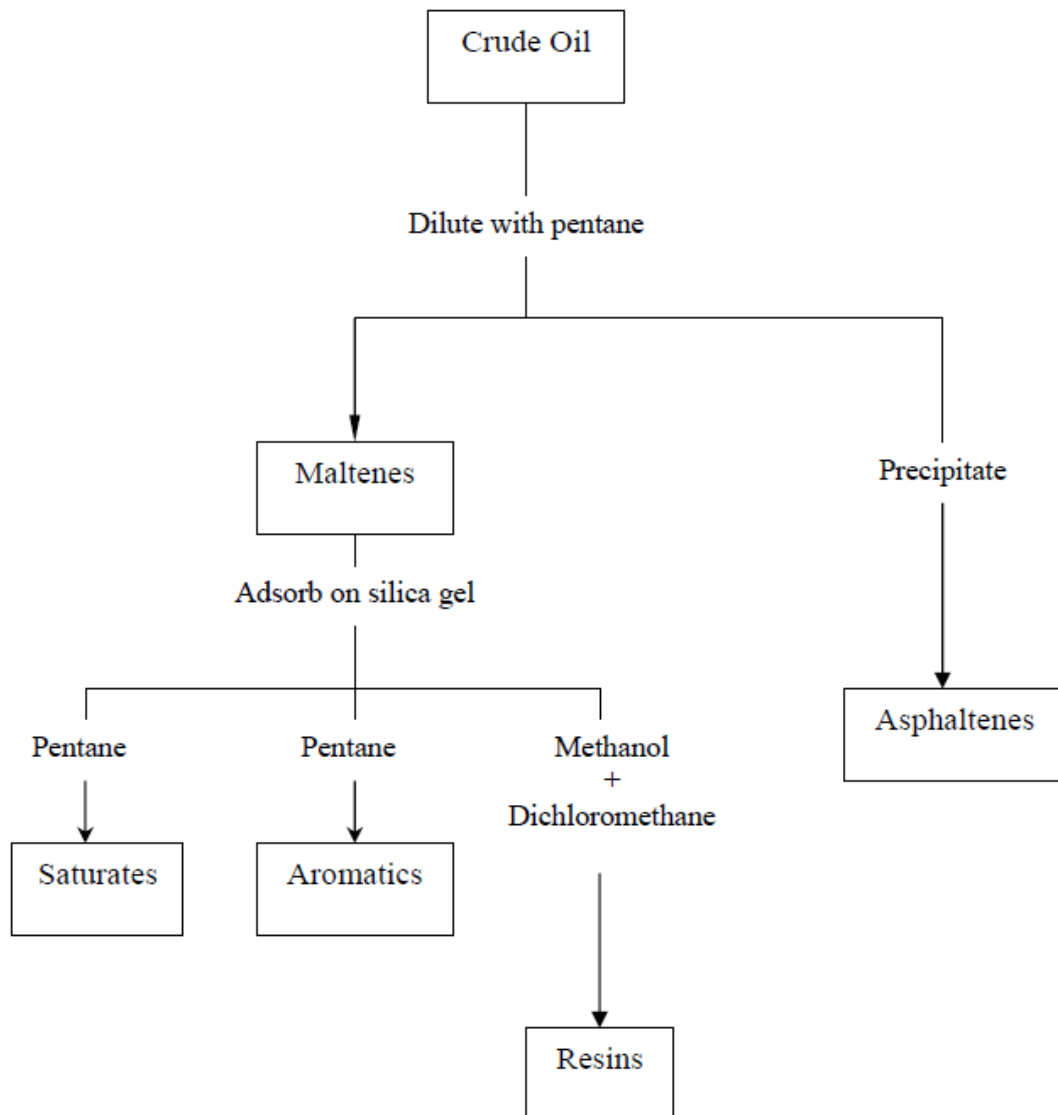 Crude Oil
Dilute with pentane
Maltenes
Precipitate
Adsorb on silica gel
Asphaltenes
Pentane
Pentane
Methanol
+
Dichloromethane
Saturates
Aromatics
Resins